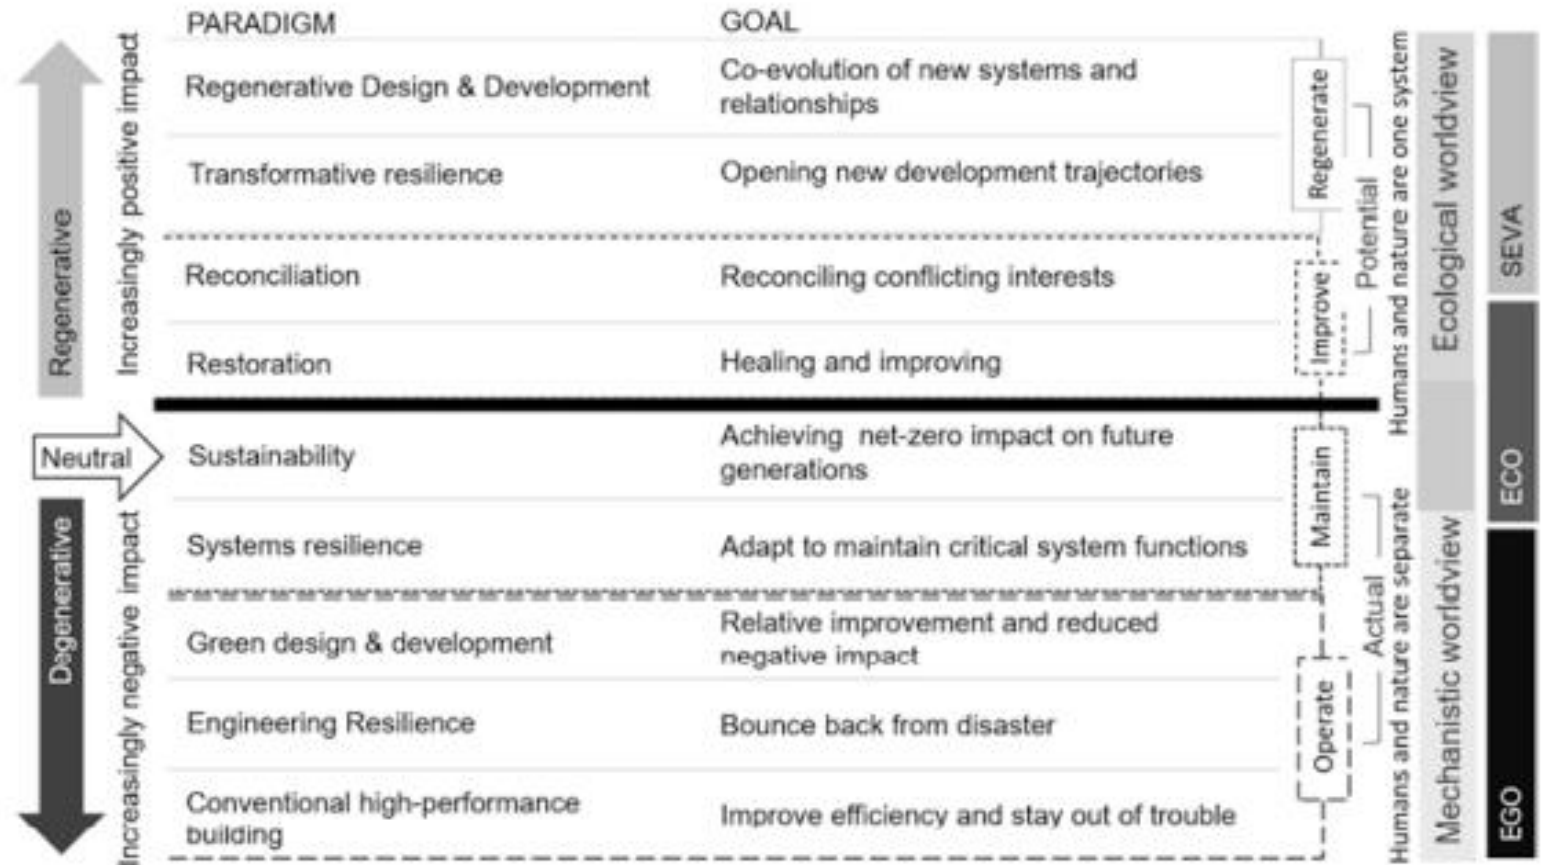 PARADIGM
GOAL
Regenerative Design & Development
Co-evolution of new systems and
relationships
Transformative resilience
Opening new development trajectories
Reconciliation
Reconciling conflicting interests
Restoration
Healing and improving
Sustainability
Achieving net-zero impact on future
generations
Systems resilience
Adapt to maintain critical system functions
Green design & development
Relative improvement and reduced
negative impact
Engineering Resilience
Bounce back from disaster
Conventional high-performance
building
Improve efficiency and stay out of trouble
Regenerative
Neutral
Degenerative
Increasingly positive impact
Increasingly negative impact
Regenerate
Improve
Maintain
Operate
Potential
Actual
Humans and nature are one system
Humans and nature are separate
Ecological worldview
Mechanistic worldview
SEVA
ECO
EGO